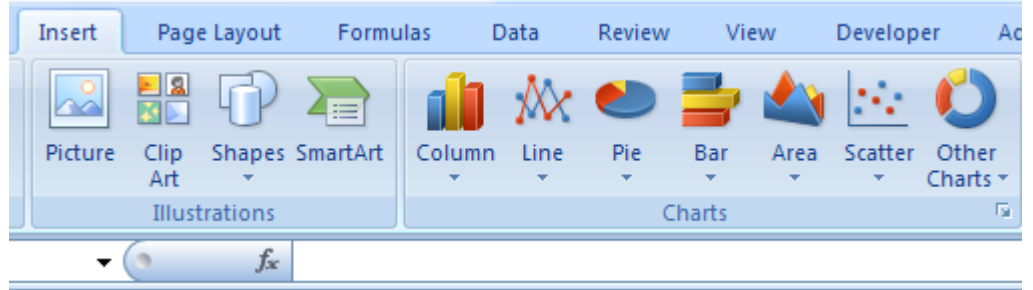 Insert Page Layout Formulas Data Review View Developer
Picture Clip Art Shapes SmartArt Column Line Pie Bar Area Scatter Other Charts
Illustrations Charts
fx